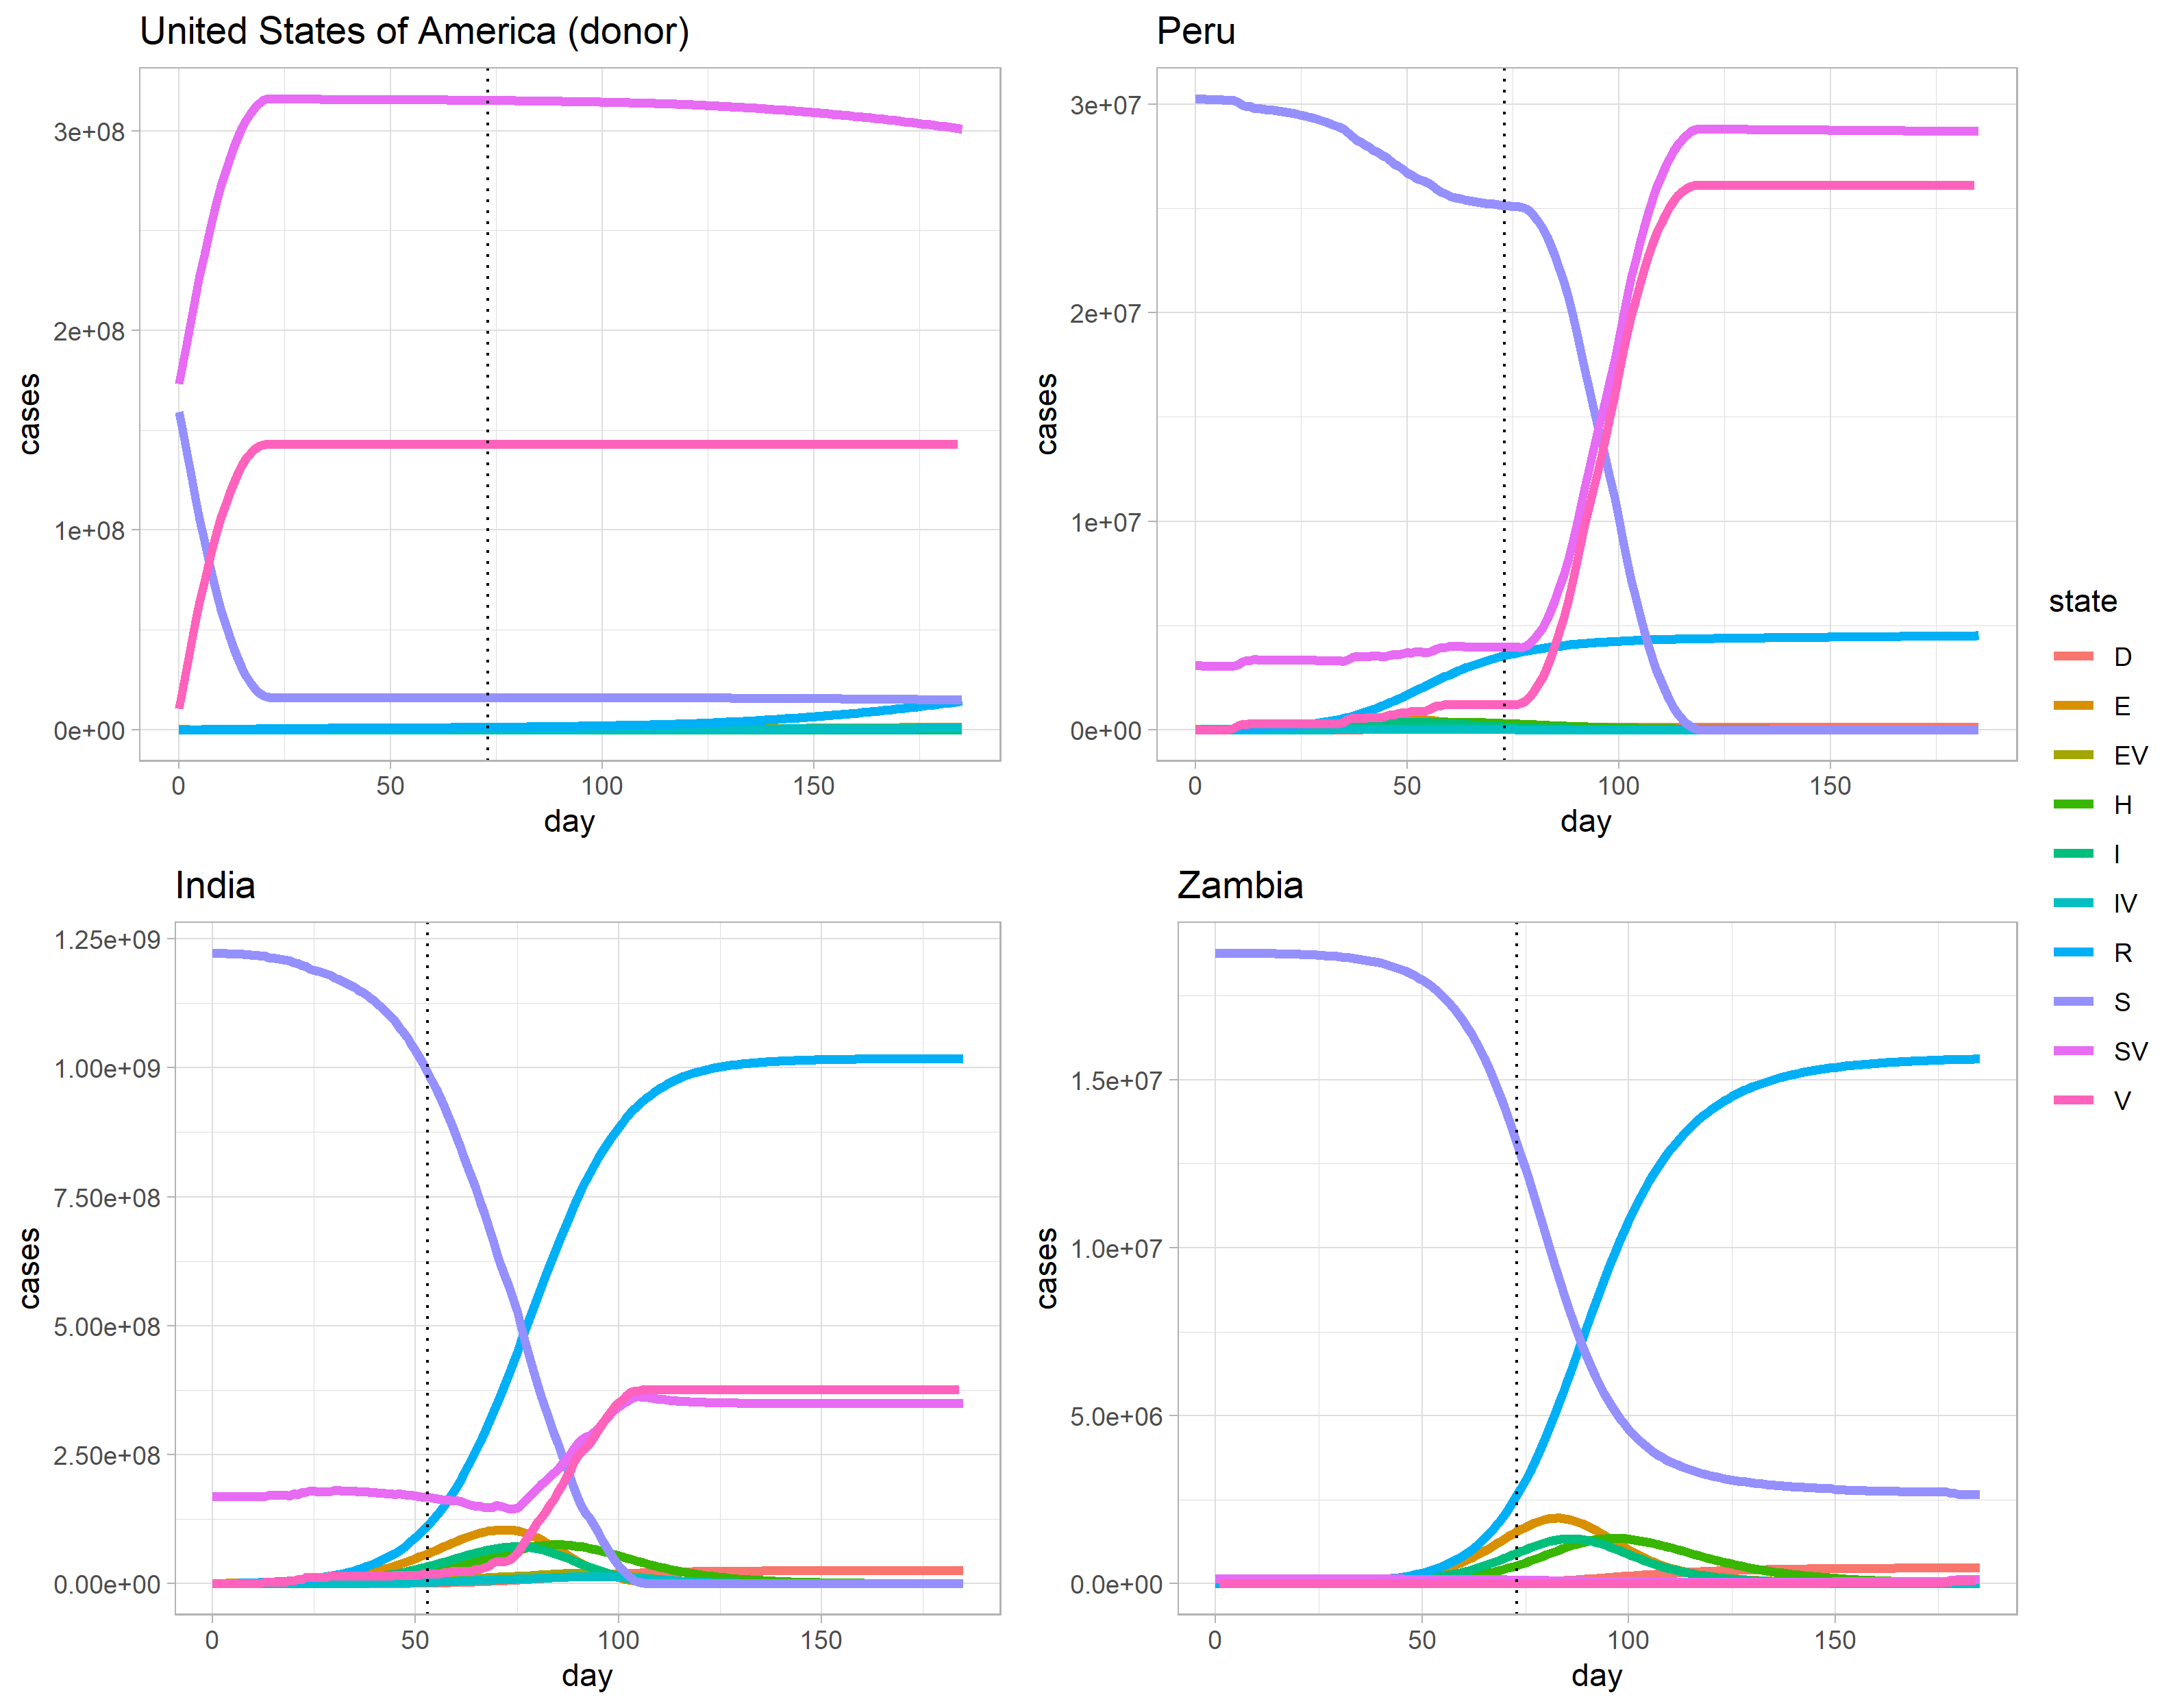 United States of America (donor)
cases
3e+08
2e+08
1e+08
0e+00
0 50 100 150
day
Peru
cases
3e+07
2e+07
1e+07
0e+00
0 50 100 150
day
India
cases
1.25e+09
1.00e+09
7.50e+08
5.00e+08
2.50e+08
0.00e+00
0 50 100 150
day
Zambia
cases
1.5e+07
1.0e+07
5.0e+06
0.0e+00
0 50 100 150
day
state
D
E
EV
H
I
IV
R
S
SV
V